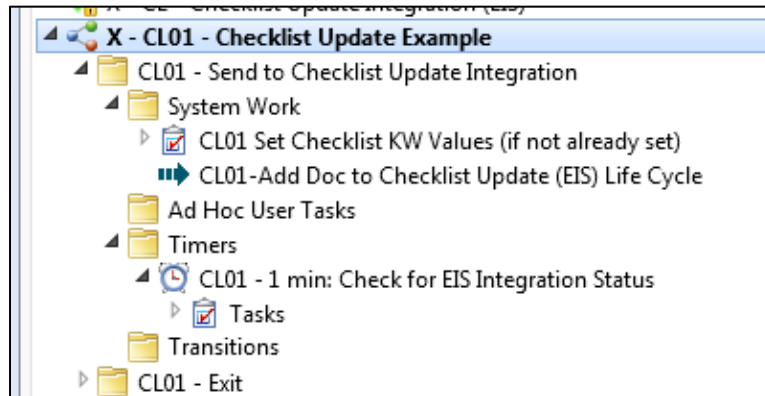 X - CL01 - Checklist Update Example
CL01 - Send to Checklist Update Integration
System Work
CL01 Set Checklist KW Values (if not already set)
CL01-Add Doc to Checklist Update (EIS) Life Cycle
Ad Hoc User Tasks
Timers
CL01 - 1 min: Check for EIS Integration Status
Tasks
Transitions
CL01 - Exit